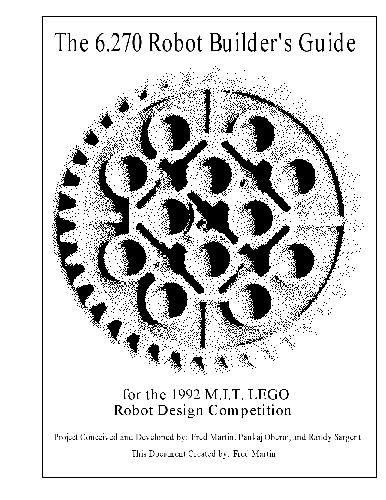 The 6.270 Robot Builder's Guide
for the 1992 M.I.T. LEGO
Robot Design Competition
Project Conceived and Developed by: Fred Martin, Pankaj Oberoi, and Randy Sargent
This Document Created by: Fred Martin